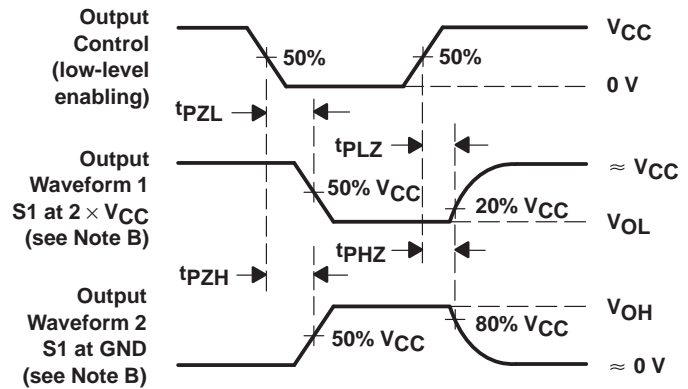 Output
Control
(low-level
enabling)
50%
50%
VCC
0 V
tPZL
tPLZ
Output
Waveform 1
S1 at 2 × VCC
(see Note B)
50% VCC
20% VCC
≈ VCC
VOL
tPZH
tPHZ
Output
Waveform 2
S1 at GND
(see Note B)
50% VCC
80% VCC
VOH
≈ 0 V